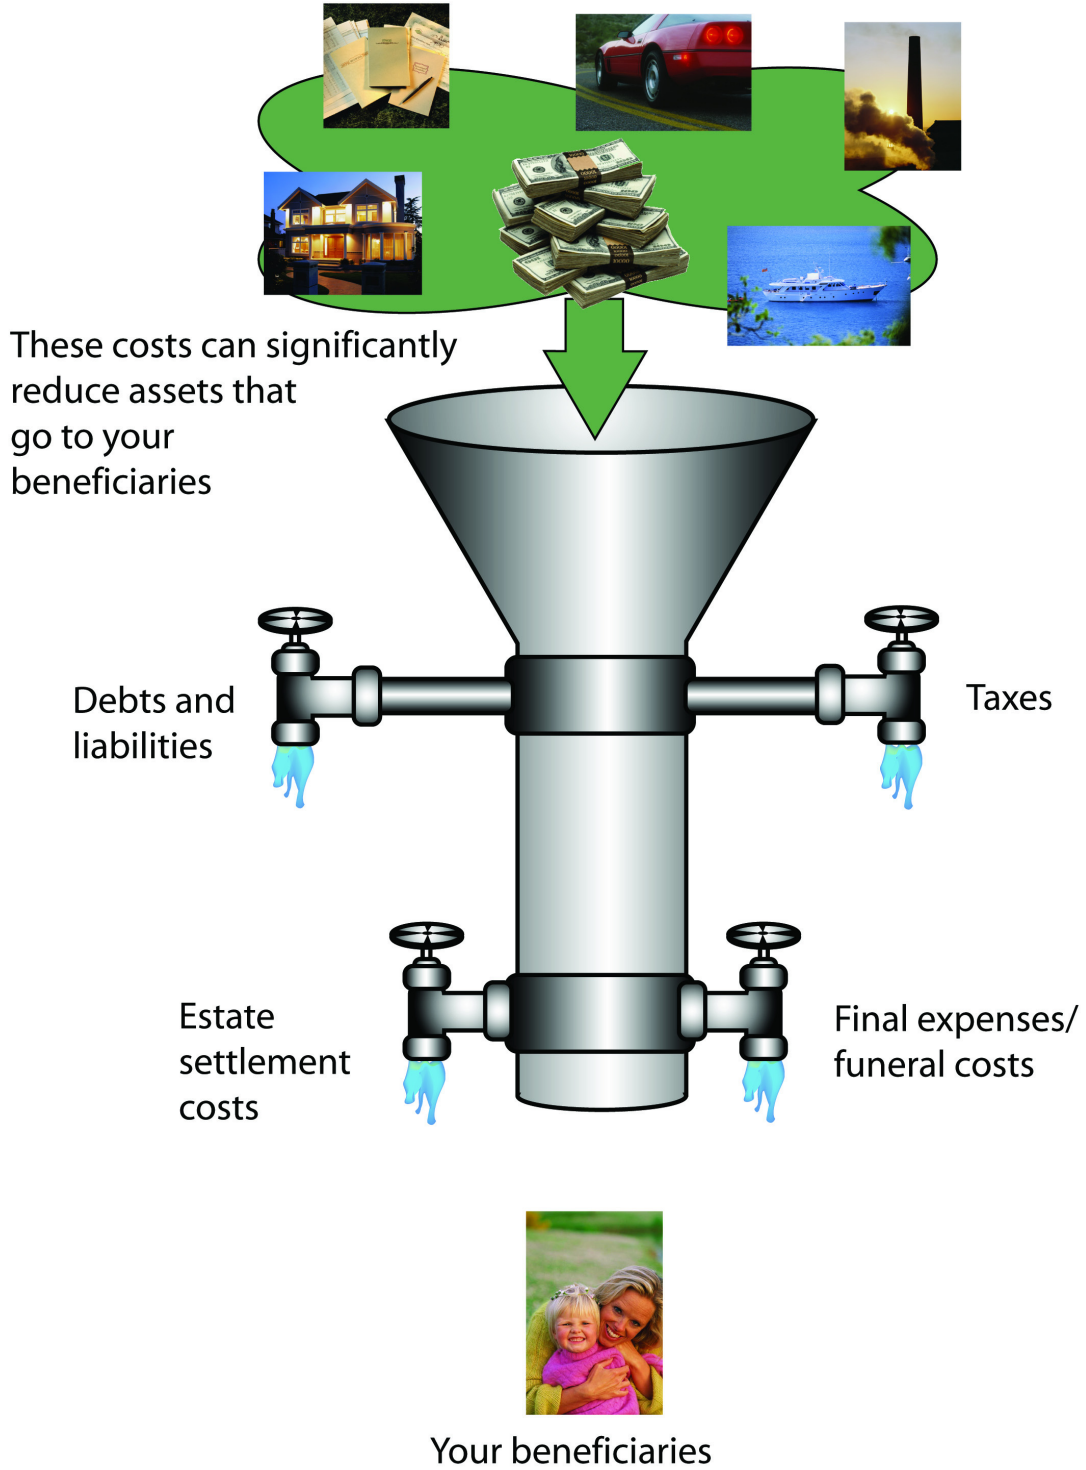 These costs can significantly
reduce assets that
go to your
beneficiaries
Debts and
liabilities
Taxes
Estate
settlement
costs
Final expenses/
funeral costs
Your beneficiaries